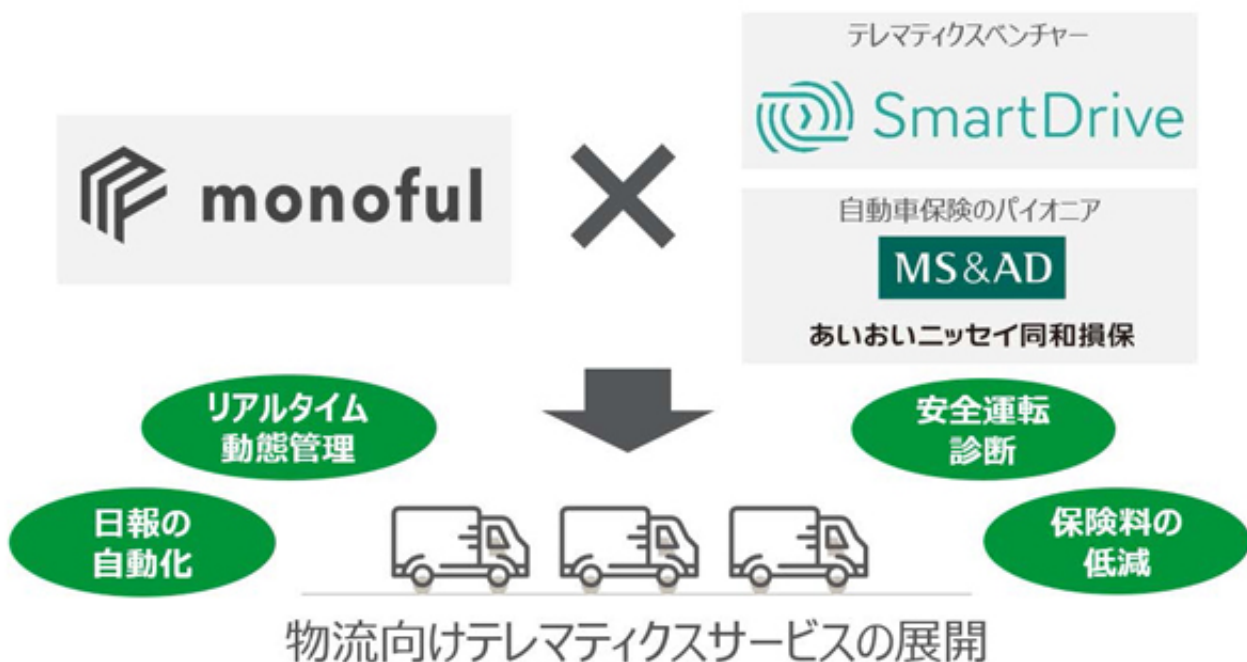 テレマティクスベンチャー
SmartDrive
monoful
自動車保険のパイオニア
MS&AD
あいおいニッセイ同和損保
リアルタイム
動態管理
安全運転
診断
日報の
自動化
保険料の
低減
物流向けテレマティクスサービスの展開